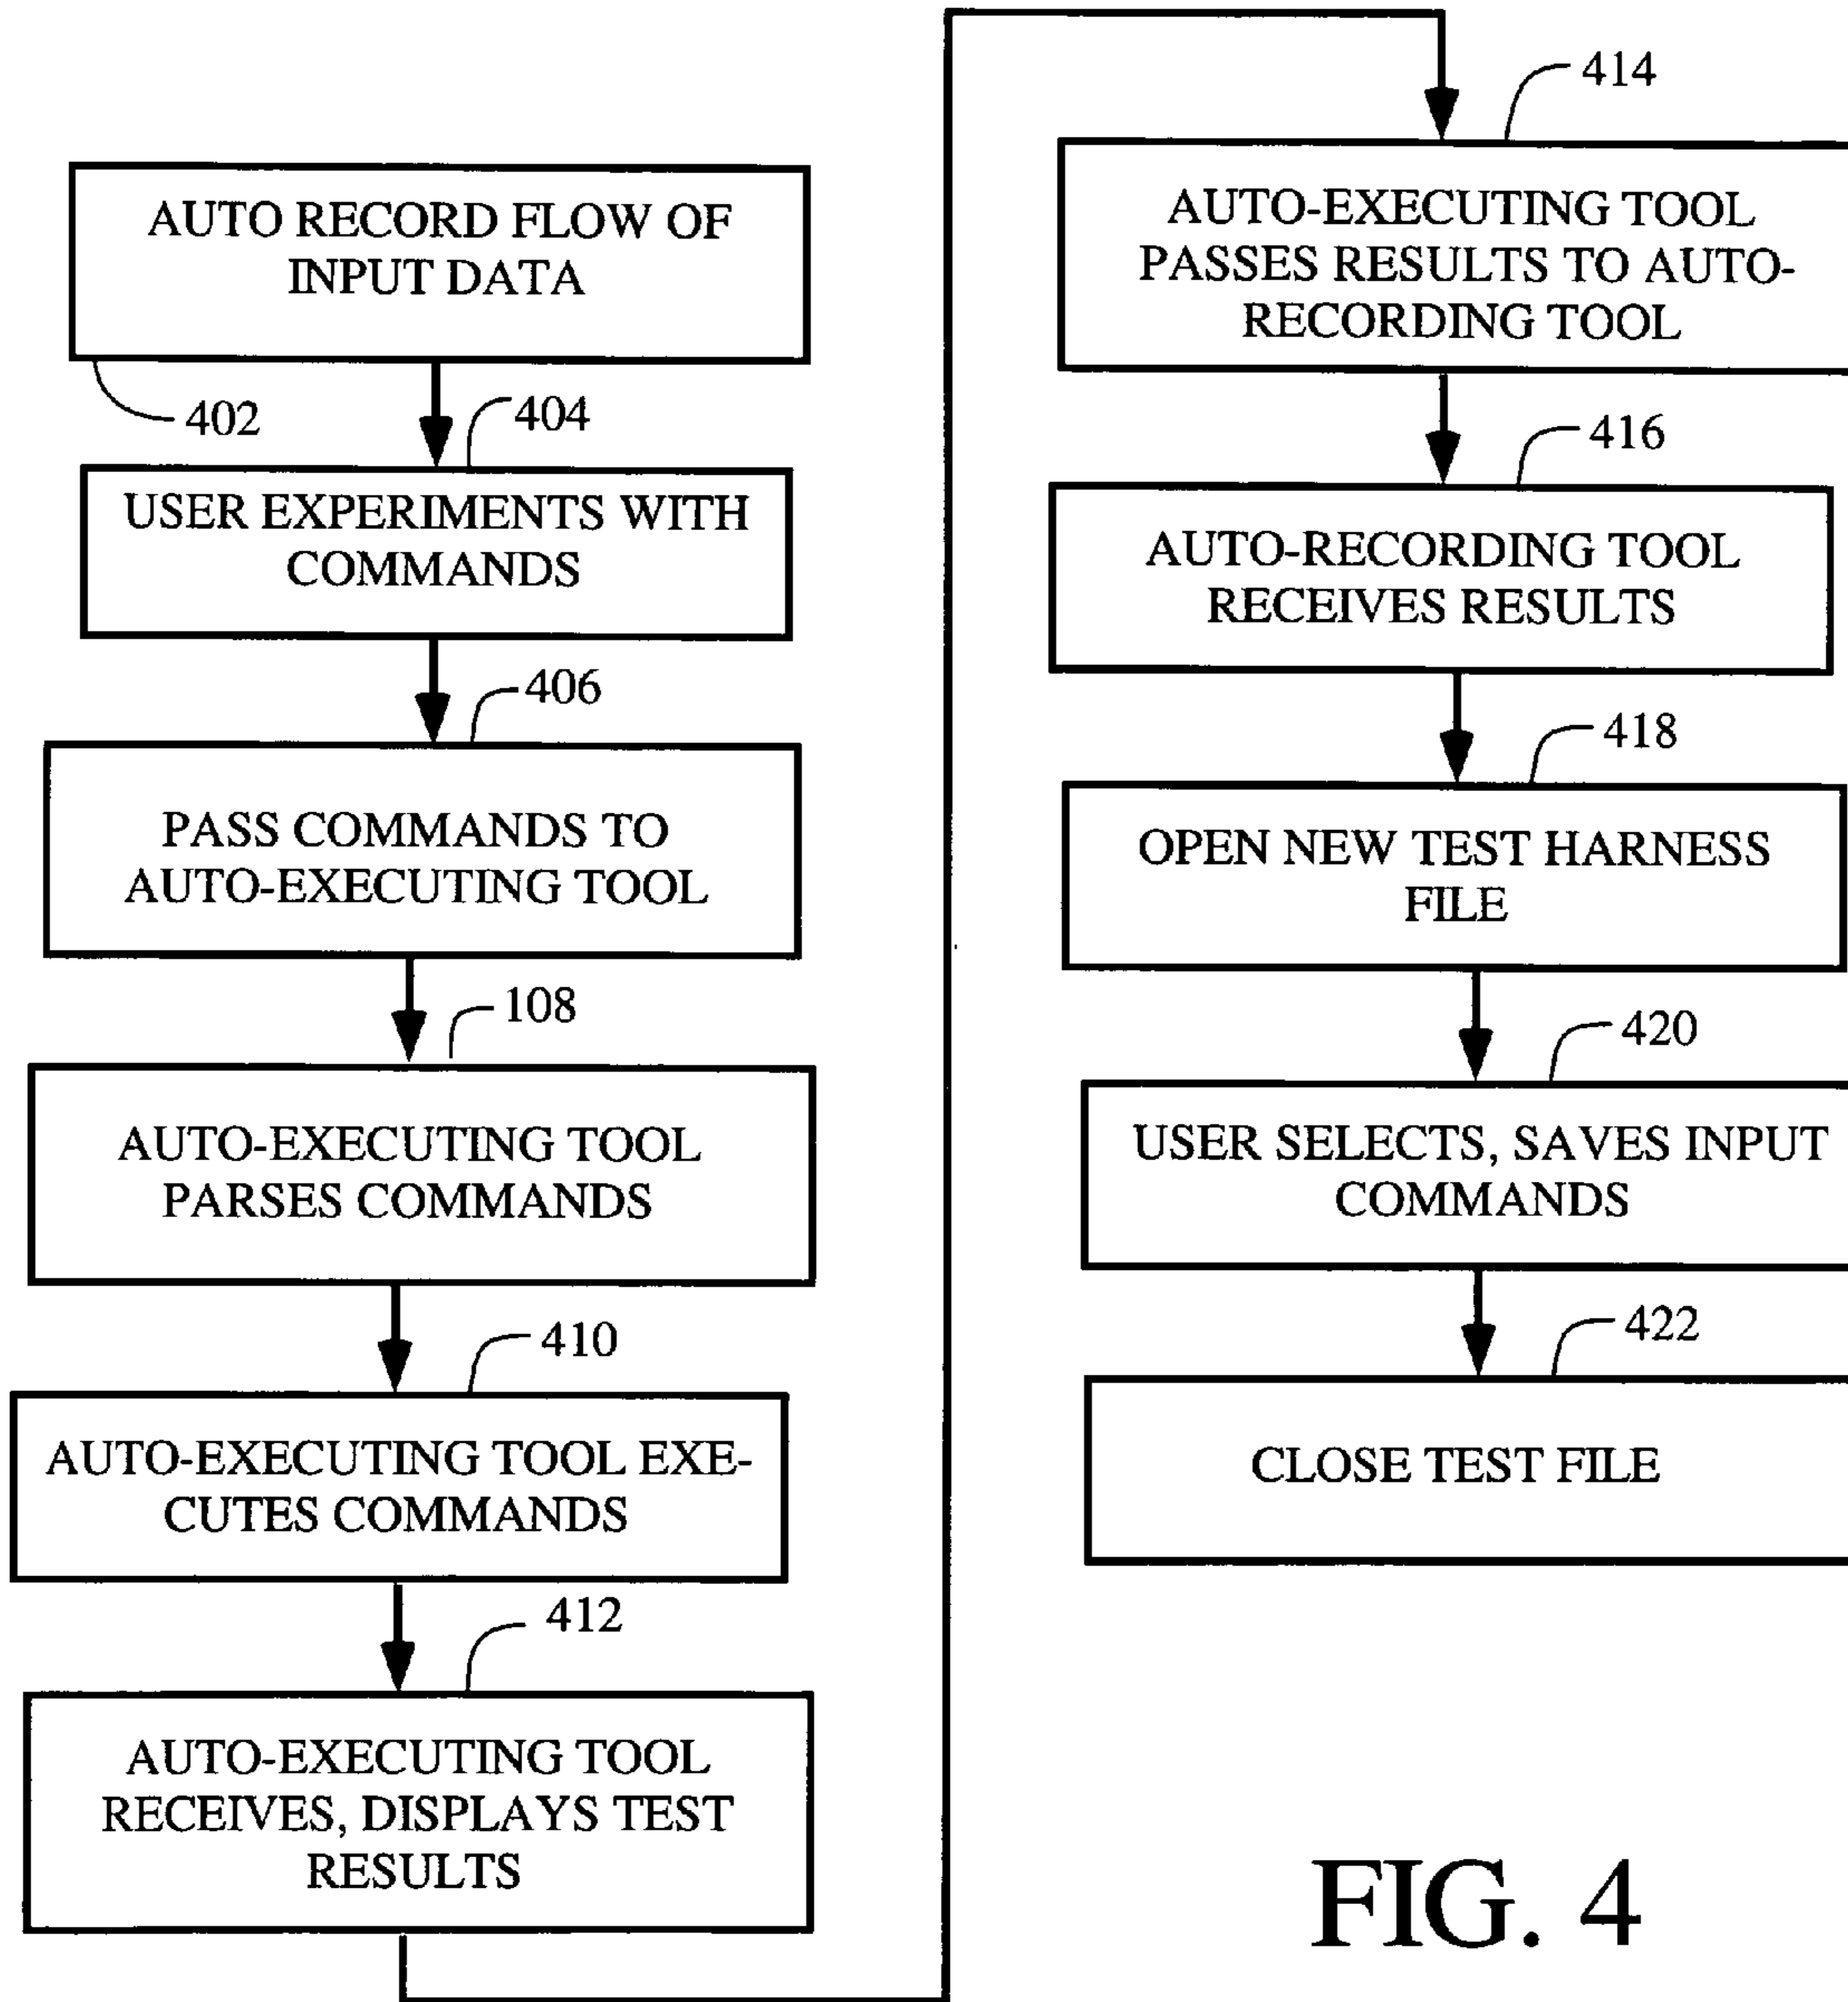 AUTO RECORD FLOW OF
INPUT DATA
402
404
USER EXPERIMENTS WITH
COMMANDS
406
PASS COMMANDS TO
AUTO-EXECUTING TOOL
108
AUTO-EXECUTING TOOL
PARSES COMMANDS
410
AUTO-EXECUTING TOOL EXE-
CUTES COMMANDS
412
AUTO-EXECUTING TOOL
RECEIVES, DISPLAYS TEST
RESULTS
414
AUTO-EXECUTING TOOL
PASSES RESULTS TO AUTO-
RECORDING TOOL
416
AUTO-RECORDING TOOL
RECEIVES RESULTS
418
OPEN NEW TEST HARNESS
FILE
420
USER SELECTS, SAVES INPUT
COMMANDS
422
CLOSE TEST FILE
FIG. 4